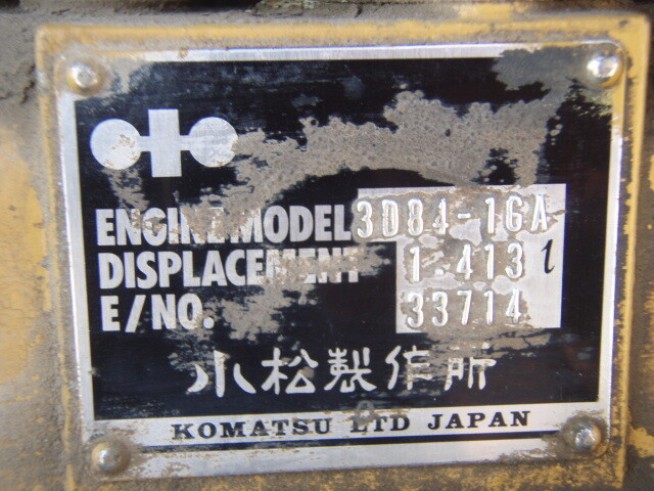 ENGINE MODEL 3D84-1GA
DISPLACEMENT 1.413 l
E/NO. 33714
小松製作所
KOMATSU LTD JAPAN